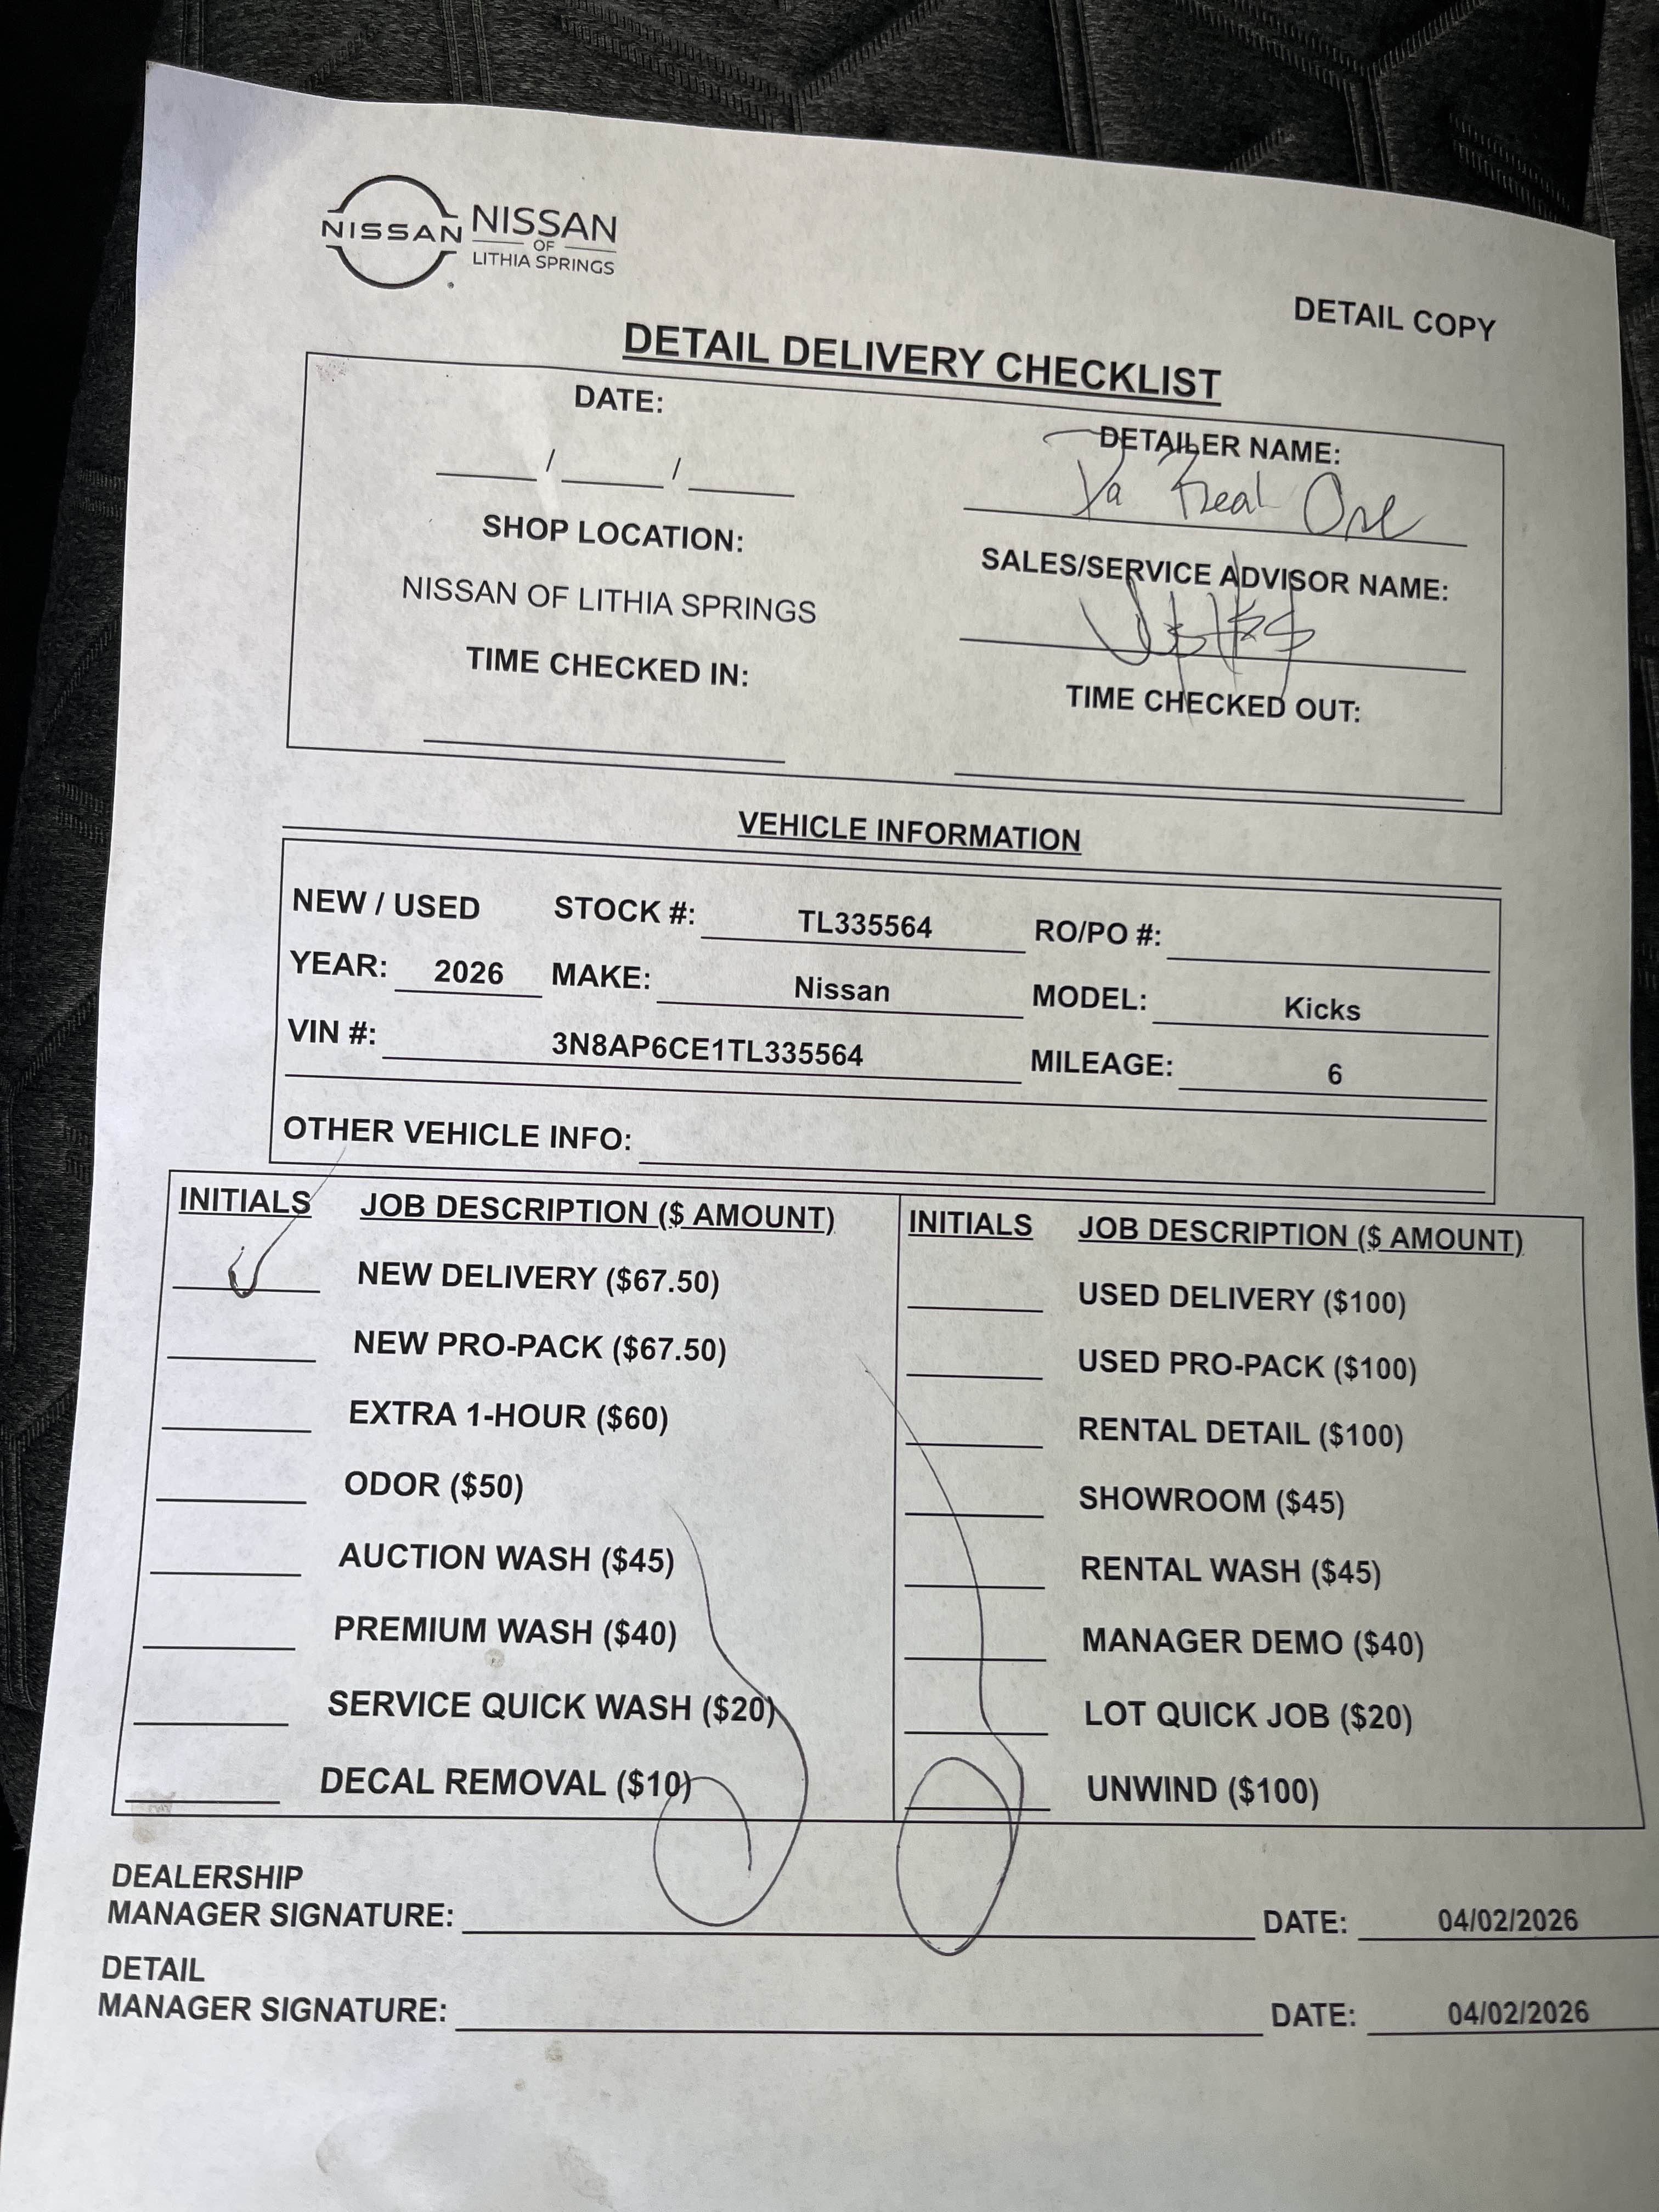 NISSAN NISSAN
OF
LITHIA SPRINGS
DETAIL COPY
DETAIL DELIVERY CHECKLIST
DATE:
/ /
DETAILER NAME:
Ya Real One
SHOP LOCATION:
NISSAN OF LITHIA SPRINGS
SALES/SERVICE ADVISOR NAME:
TIME CHECKED IN:
TIME CHECKED OUT:
VEHICLE INFORMATION
NEW / USED STOCK #: TL335564 RO/PO #:
YEAR: 2026 MAKE: Nissan MODEL: Kicks
VIN #: 3N8AP6CE1TL335564 MILEAGE: 6
OTHER VEHICLE INFO:
INITIALS JOB DESCRIPTION ($ AMOUNT)
NEW DELIVERY ($67.50)
NEW PRO-PACK ($67.50)
EXTRA 1-HOUR ($60)
ODOR ($50)
AUCTION WASH ($45)
PREMIUM WASH ($40)
SERVICE QUICK WASH ($20)
DECAL REMOVAL ($10)
INITIALS JOB DESCRIPTION ($ AMOUNT)
USED DELIVERY ($100)
USED PRO-PACK ($100)
RENTAL DETAIL ($100)
SHOWROOM ($45)
RENTAL WASH ($45)
MANAGER DEMO ($40)
LOT QUICK JOB ($20)
UNWIND ($100)
DEALERSHIP
MANAGER SIGNATURE: DATE: 04/02/2026
DETAIL
MANAGER SIGNATURE: DATE: 04/02/2026